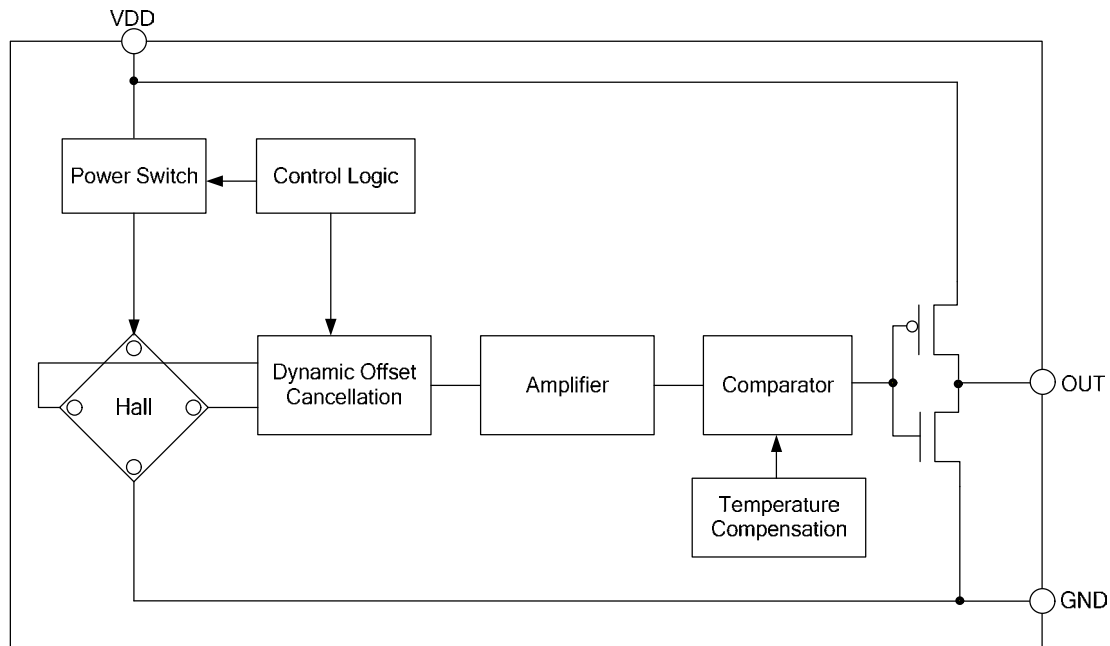 VDD
Power Switch
Control Logic
Hall
Dynamic Offset
Cancellation
Amplifier
Comparator
OUT
Temperature
Compensation
GND